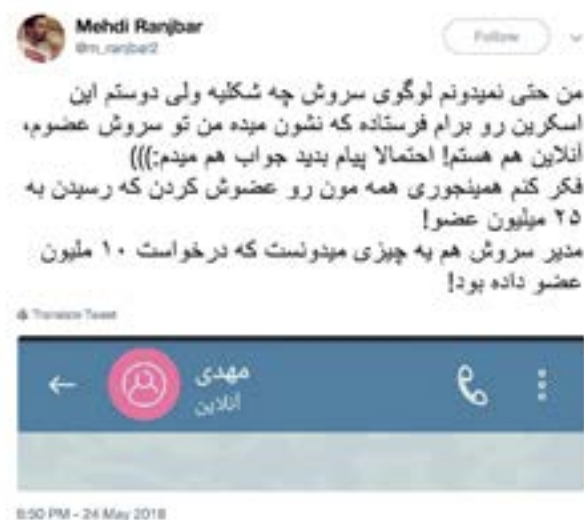 Mehdi Ranjbar
@m_ranjbar2
Follow
من حتی نمیدونم لوگوی سروش چه شکلیه ولی دوستم این
اسکرین رو برام فرستاده که نشون میده من تو سروش عضوم،
آنلاین هم هستم! احتمالا پیام بدید جواب هم میدم:)))
فکر کنم همینجوری همه مون رو عضوش کردن که رسیدن به
۲۵ میلیون عضو!
مدیر سروش هم یه چیزی میدونست که درخواست ۱۰ ملیون
عضو داده بود!
Translate Tweet
مهدی
آنلاین
8:50 PM - 24 May 2018